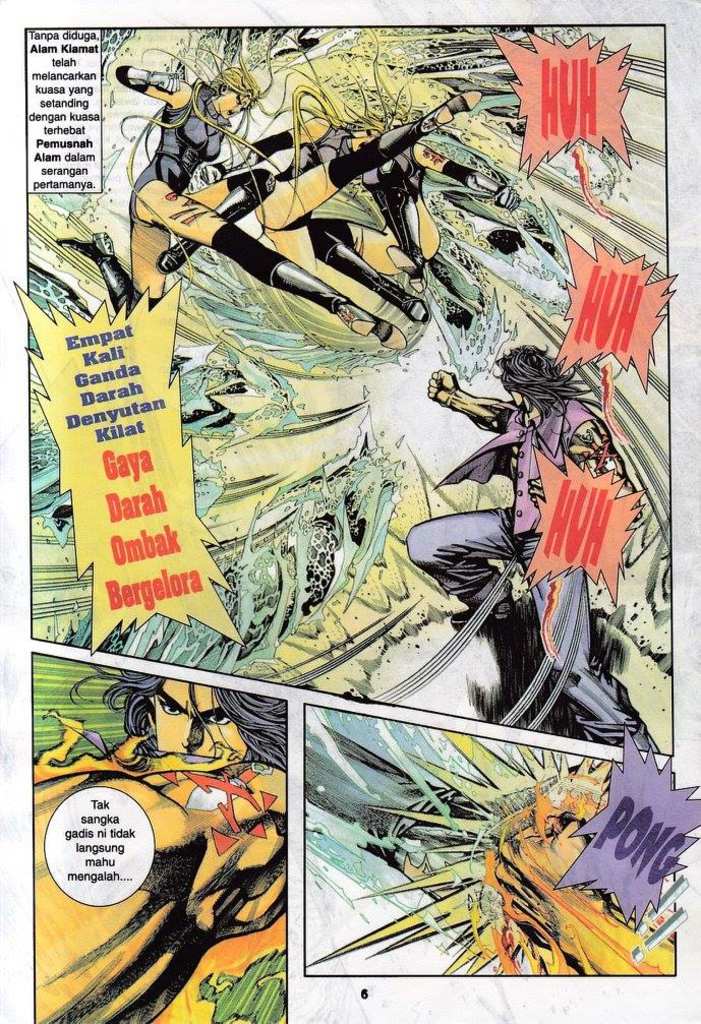 Tanpa diduga,
Alam Kiamat
telah
melancarkan
kuasa yang
setanding
dengan kuasa
terhebat
Pemusnah
Alam dalam
serangan
pertamanya.
HUH
HUH
HUH
Empat
Kali
Ganda
Darah
Denyutan
Kilat
Gaya
Darah
Ombak
Bergelora
Tak
sangka
gadis ni tidak
langsung
mahu
mengalah....
PONG
6